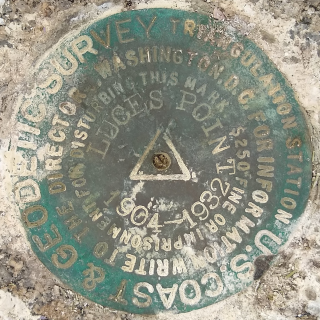 U.S. COAST & GEODETIC SURVEY
TRIANGULATION STATION
FOR INFORMATION WRITE TO THE DIRECTOR, WASHINGTON, D.C.
$250 FINE OR IMPRISONMENT FOR DISTURBING THIS MARK.
LUCES POINT
1904-1932